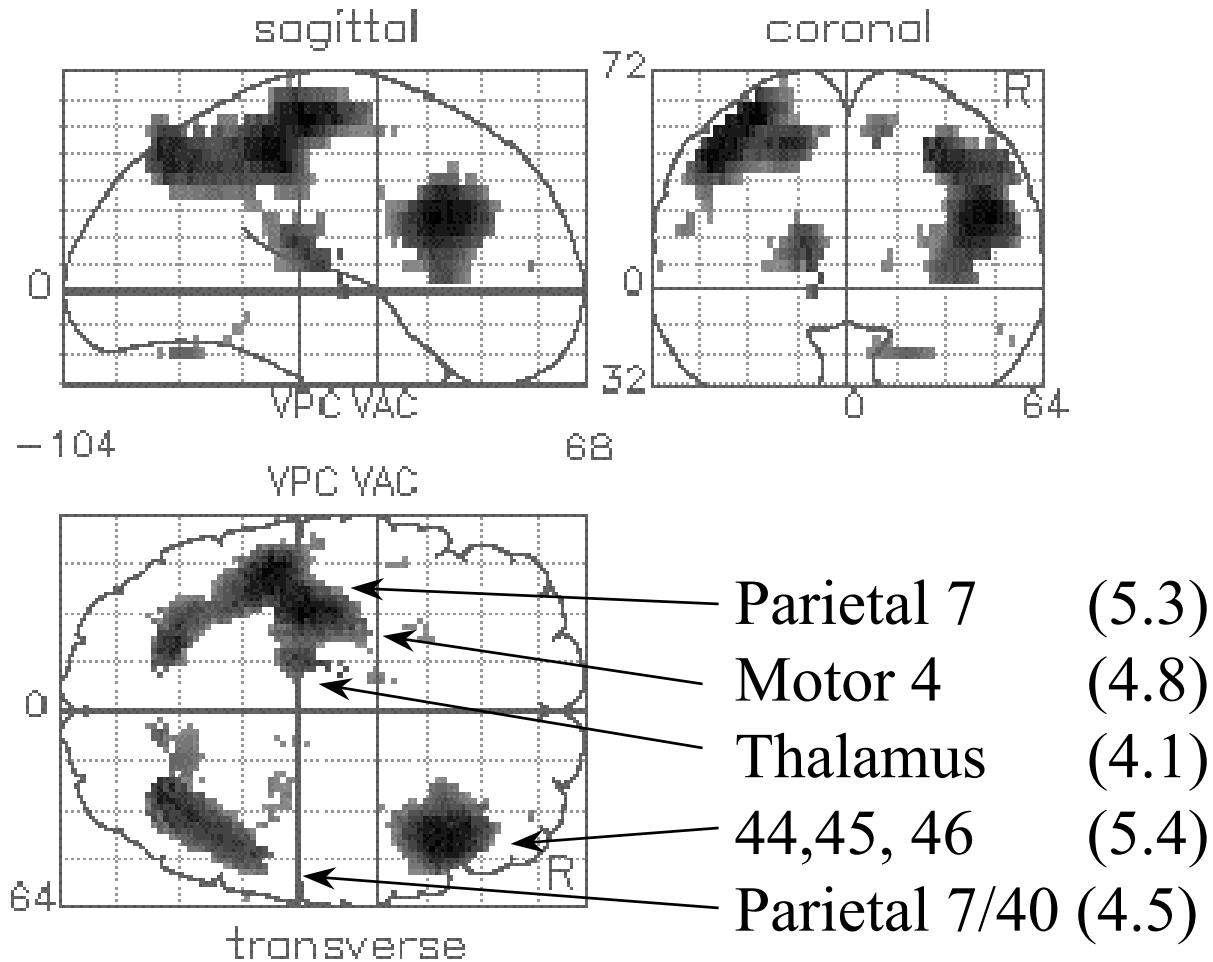 sagittal
coronal
72
R
0
0
32
VPC VAC
0
64
-104
68
VPC VAC
Parietal 7 (5.3)
Motor 4 (4.8)
0
Thalamus (4.1)
44,45, 46 (5.4)
R
64
Parietal 7/40 (4.5)
transverse